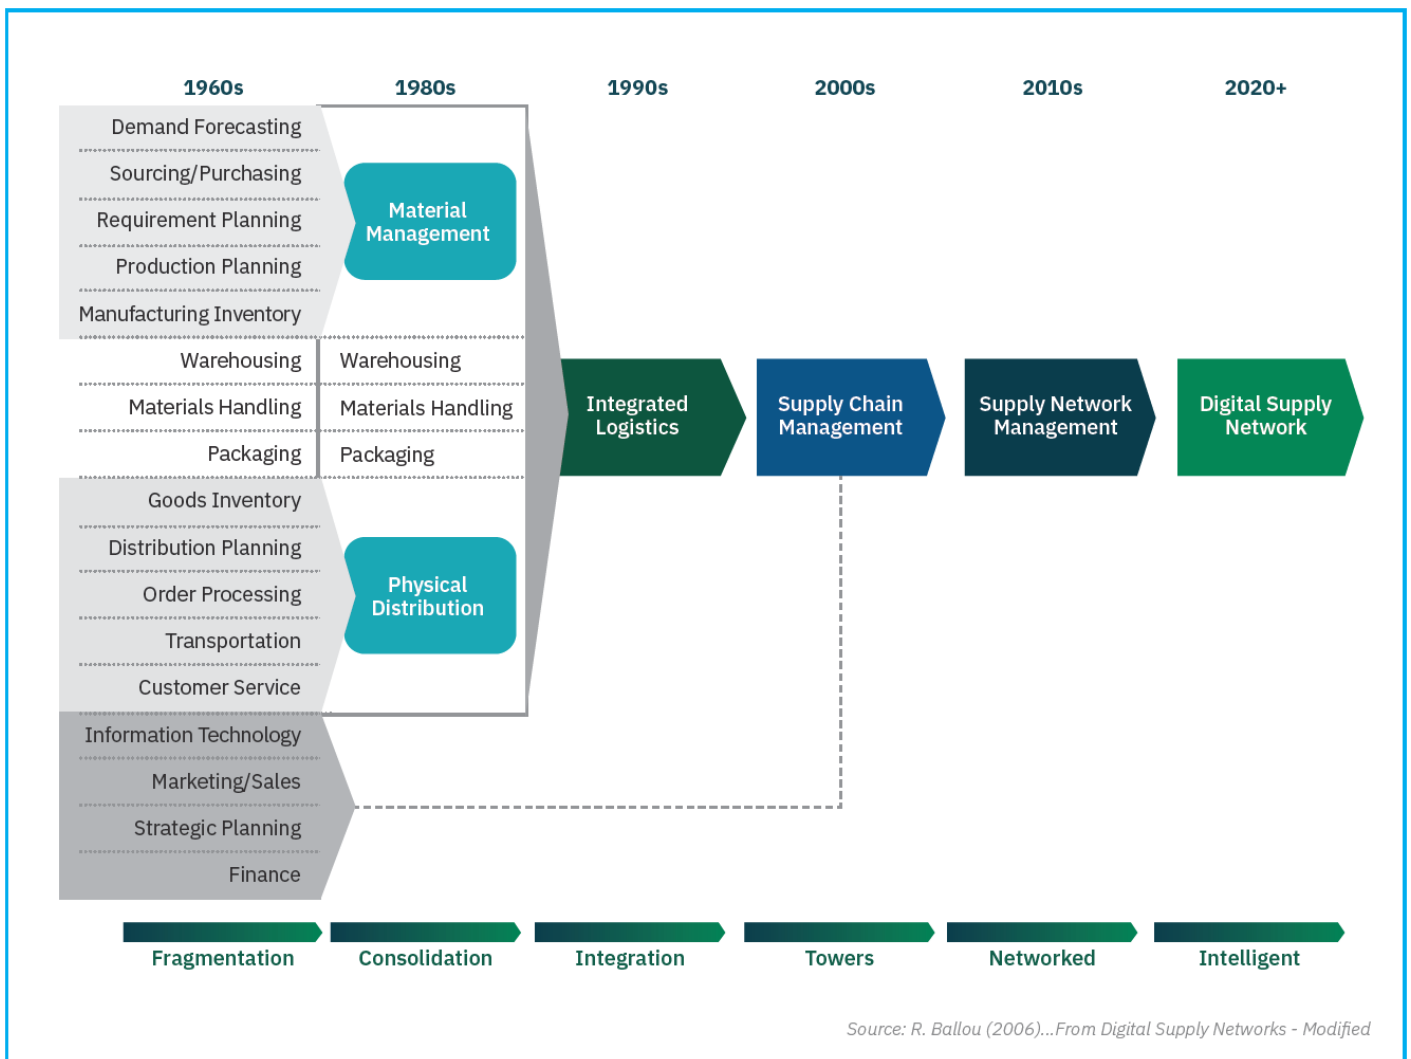 1960s
1980s
1990s
2000s
2010s
2020+
Demand Forecasting
Sourcing/Purchasing
Requirement Planning
Production Planning
Manufacturing Inventory
Warehousing
Materials Handling
Packaging
Goods Inventory
Distribution Planning
Order Processing
Transportation
Customer Service
Information Technology
Marketing/Sales
Strategic Planning
Finance
Material
Management
Warehousing
Materials Handling
Packaging
Physical
Distribution
Integrated
Logistics
Supply Chain
Management
Supply Network
Management
Digital Supply
Network
Fragmentation
Consolidation
Integration
Towers
Networked
Intelligent
Source: R. Ballou (2006)...From Digital Supply Networks - Modified